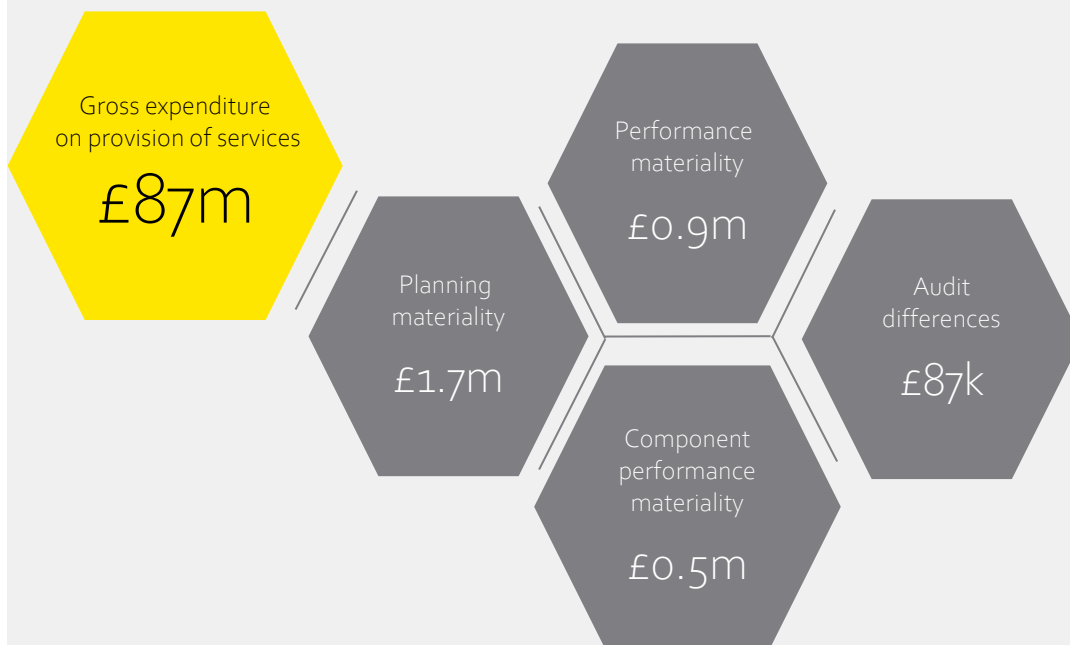 Gross expenditure
on provision of services
£87m
Planning
materiality
£1.7m
Performance
materiality
£0.9m
Component
performance
materiality
£0.5m
Audit
differences
£87k